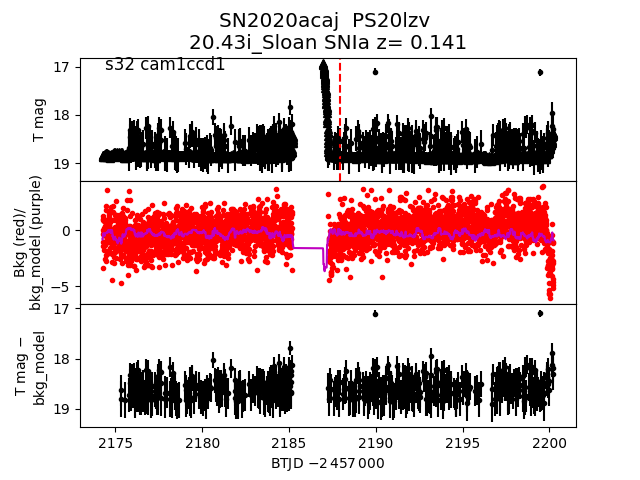 SN2020acaj  PS20lzv
20.43i_Sloan SNIa z= 0.141
s32 cam1ccd1
17
18
19
T mag
0
−5
Bkg (red)/
bkg_model (purple)
17
18
19
T mag −
bkg_model
2175 2180 2185 2190 2195 2200
BTJD −2 457 000